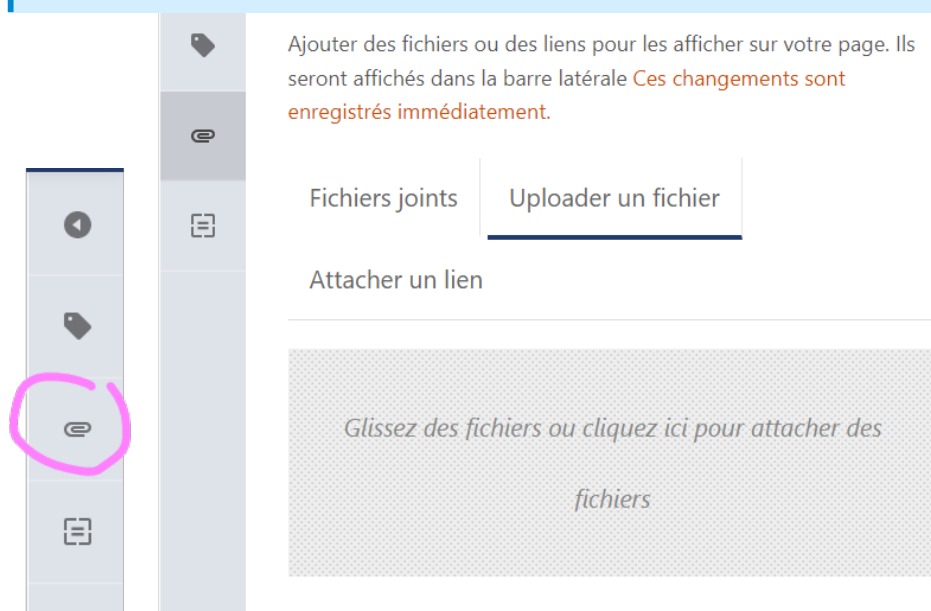 Ajouter des fichiers ou des liens pour les afficher sur votre page. Ils
seront affichés dans la barre latérale Ces changements sont
enregistrés immédiatement.
Fichiers joints
Uploader un fichier
Attacher un lien
Glissez des fichiers ou cliquez ici pour attacher des
fichiers